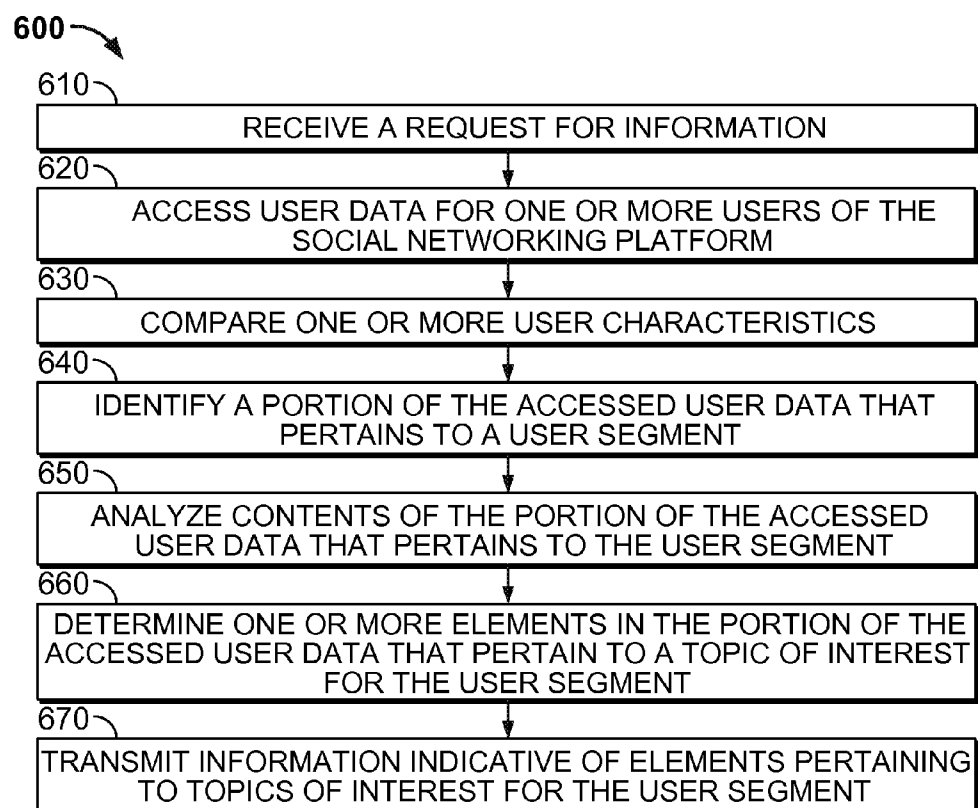 600
610
RECEIVE A REQUEST FOR INFORMATION
620
ACCESS USER DATA FOR ONE OR MORE USERS OF THE
SOCIAL NETWORKING PLATFORM
630
COMPARE ONE OR MORE USER CHARACTERISTICS
640
IDENTIFY A PORTION OF THE ACCESSED USER DATA THAT
PERTAINS TO A USER SEGMENT
650
ANALYZE CONTENTS OF THE PORTION OF THE ACCESSED
USER DATA THAT PERTAINS TO THE USER SEGMENT
660
DETERMINE ONE OR MORE ELEMENTS IN THE PORTION OF THE
ACCESSED USER DATA THAT PERTAIN TO A TOPIC OF INTEREST
FOR THE USER SEGMENT
670
TRANSMIT INFORMATION INDICATIVE OF ELEMENTS PERTAINING
TO TOPICS OF INTEREST FOR THE USER SEGMENT